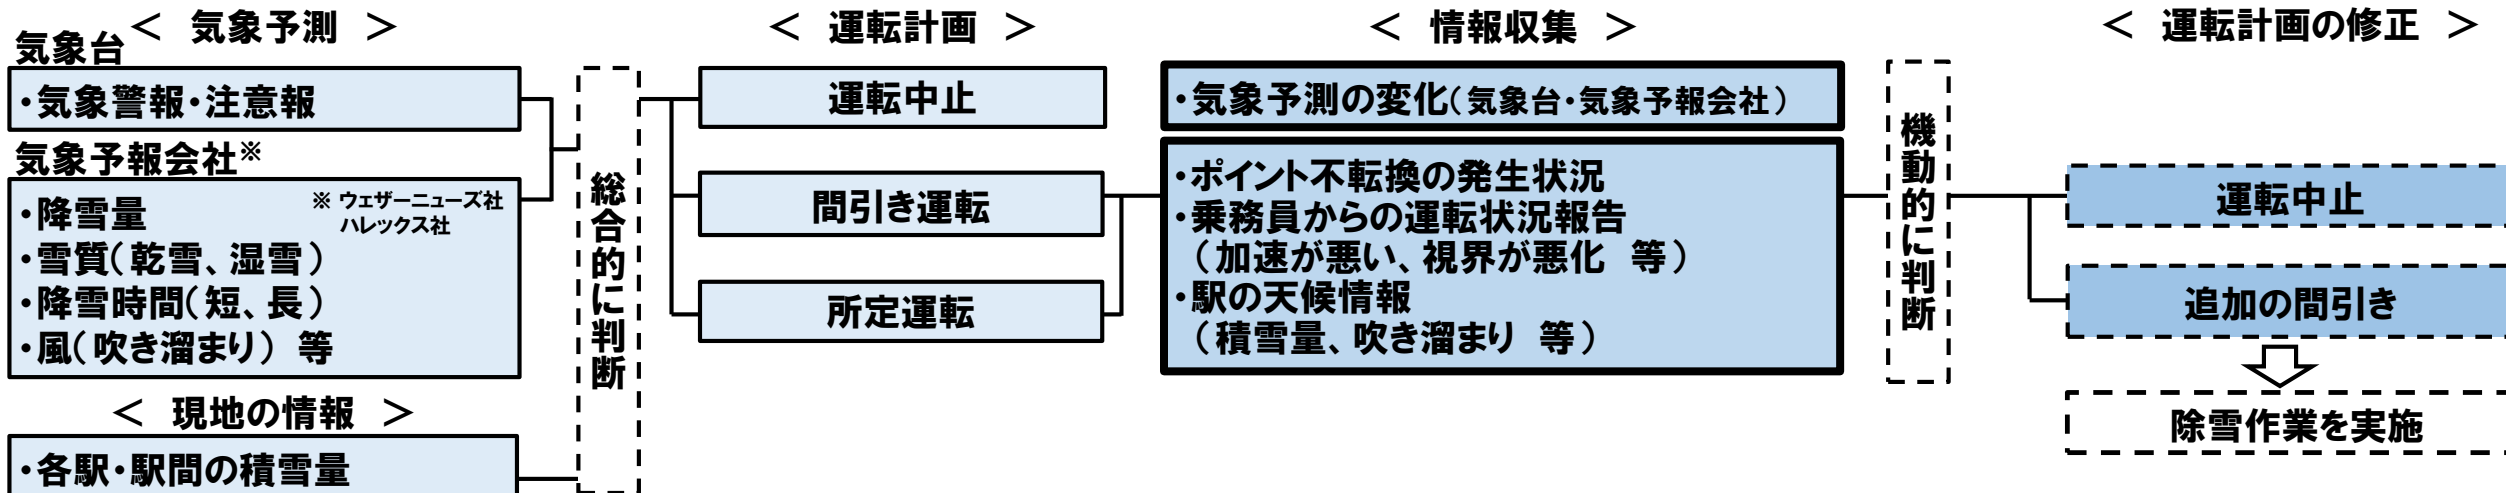 ＜ 気象予測 ＞
気象台
・気象警報・注意報
気象予報会社※
・降雪量
※ ウェザーニューズ社
ハレックス社
・雪質（乾雪、湿雪）
・降雪時間（短、長）
・風（吹き溜まり） 等
＜ 現地の情報 ＞
・各駅・駅間の積雪量
総合的に判断
＜ 運転計画 ＞
運転中止
間引き運転
所定運転
＜ 情報収集 ＞
・気象予測の変化（気象台・気象予報会社）
・ポイント不転換の発生状況
・乗務員からの運転状況報告
（加速が悪い、視界が悪化 等）
・駅の天候情報
（積雪量、吹き溜まり 等）
機動的に判断
＜ 運転計画の修正 ＞
運転中止
追加の間引き
除雪作業を実施